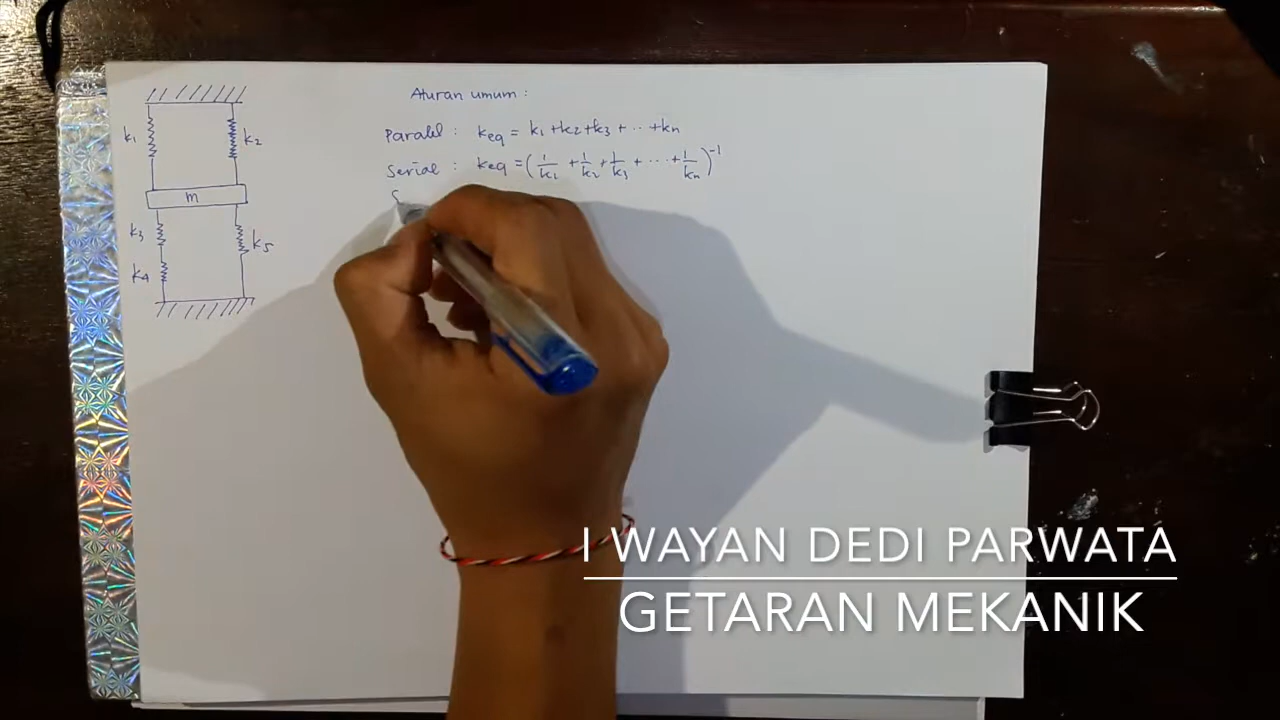 Aturan umum :
Paralel : keq = k1 + k2 + k3 + ... + kn
Serial : keq = (1/k1 + 1/k2 + 1/k3 + ... + 1/kn)^-1
k1
k2
m
k3
k5
k4
I WAYAN DEDI PARWATA
GETARAN MEKANIK